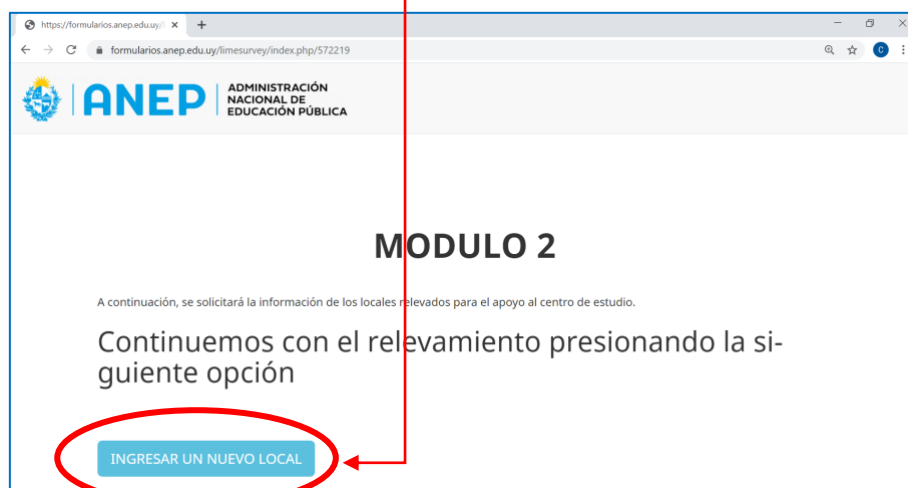 https://formularios.anep.edu.uy/l
formularios.anep.edu.uy/limesurvey/index.php/572219
C
ANEP
ADMINISTRACIÓN
NACIONAL DE
EDUCACIÓN PÚBLICA
MODULO 2
A continuación, se solicitará la información de los locales relevados para el apoyo al centro de estudio.
Continuemos con el relevamiento presionando la si-
guiente opción
INGRESAR UN NUEVO LOCAL